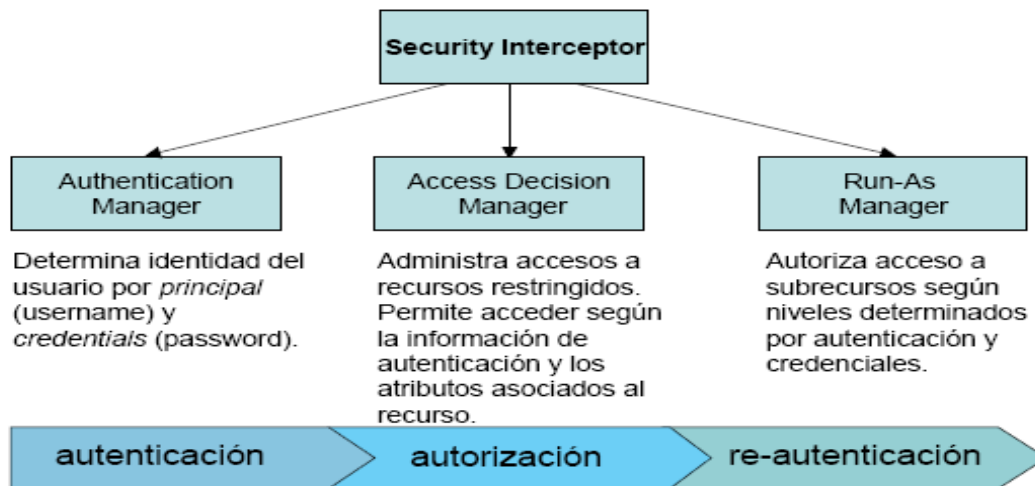 Security Interceptor
Authentication
Manager
Access Decision
Manager
Run-As
Manager
Determina identidad del
usuario por principal
(username) y
credentials (password).
Administra accesos a
recursos restringidos.
Permite acceder según
la información de
autenticación y los
atributos asociados al
recurso.
Autoriza acceso a
subrecursos según
niveles determinados
por autenticación y
credenciales.
autenticación
autorización
re-autenticación